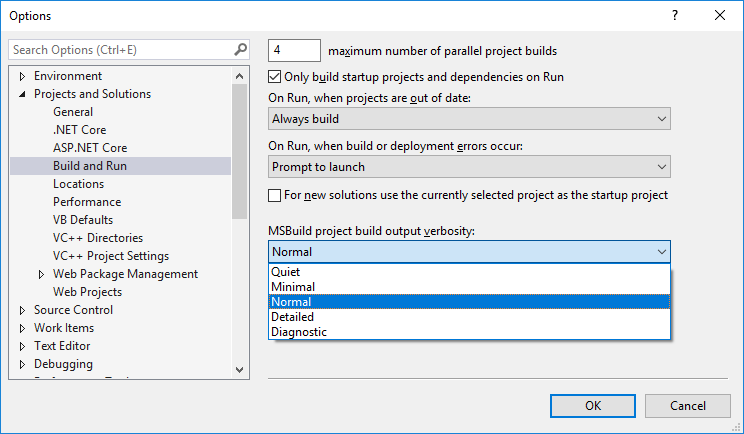 Options
?
Search Options (Ctrl+E)
Environment
Projects and Solutions
General
.NET Core
ASP.NET Core
Build and Run
Locations
Performance
VB Defaults
VC++ Directories
VC++ Project Settings
Web Package Management
Web Projects
Source Control
Work Items
Text Editor
Debugging
4 maximum number of parallel project builds
Only build startup projects and dependencies on Run
On Run, when projects are out of date:
Always build
On Run, when build or deployment errors occur:
Prompt to launch
For new solutions use the currently selected project as the startup project
MSBuild project build output verbosity:
Normal
Quiet
Minimal
Normal
Detailed
Diagnostic
OK
Cancel